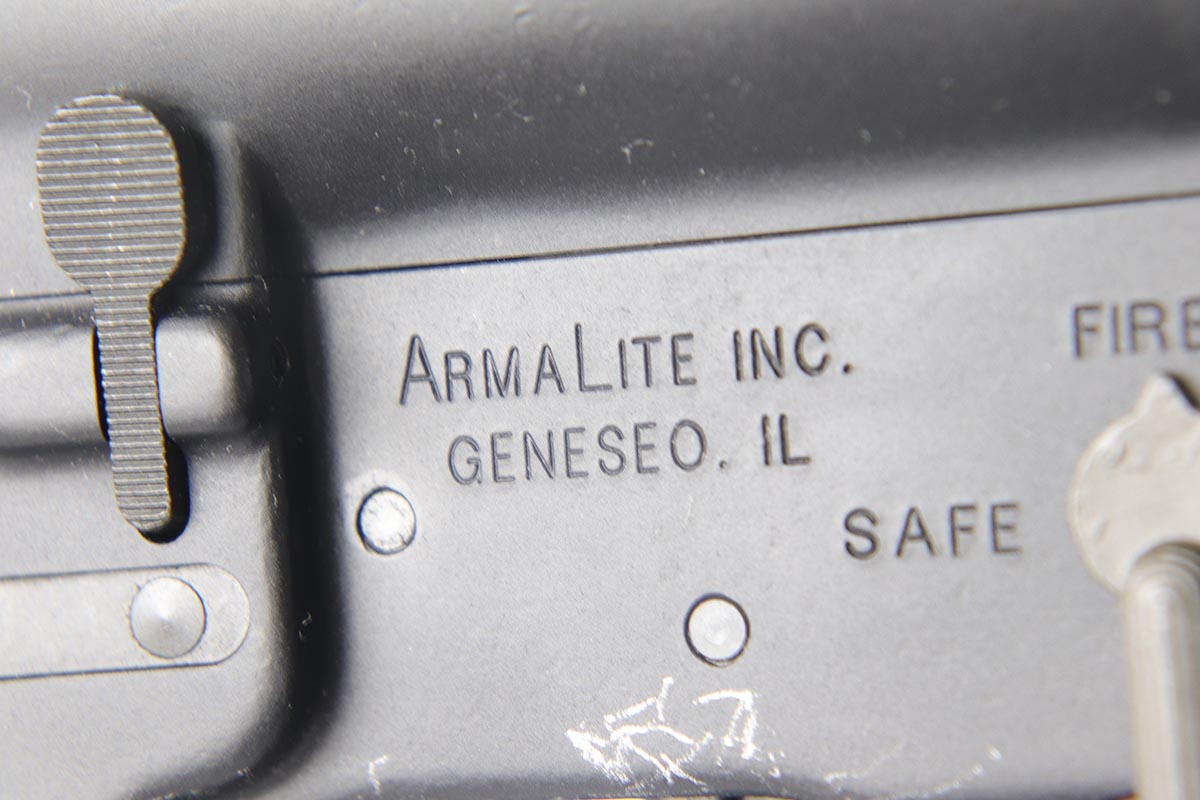 ARMALITE INC.
GENESEO. IL
FIRE
SAFE